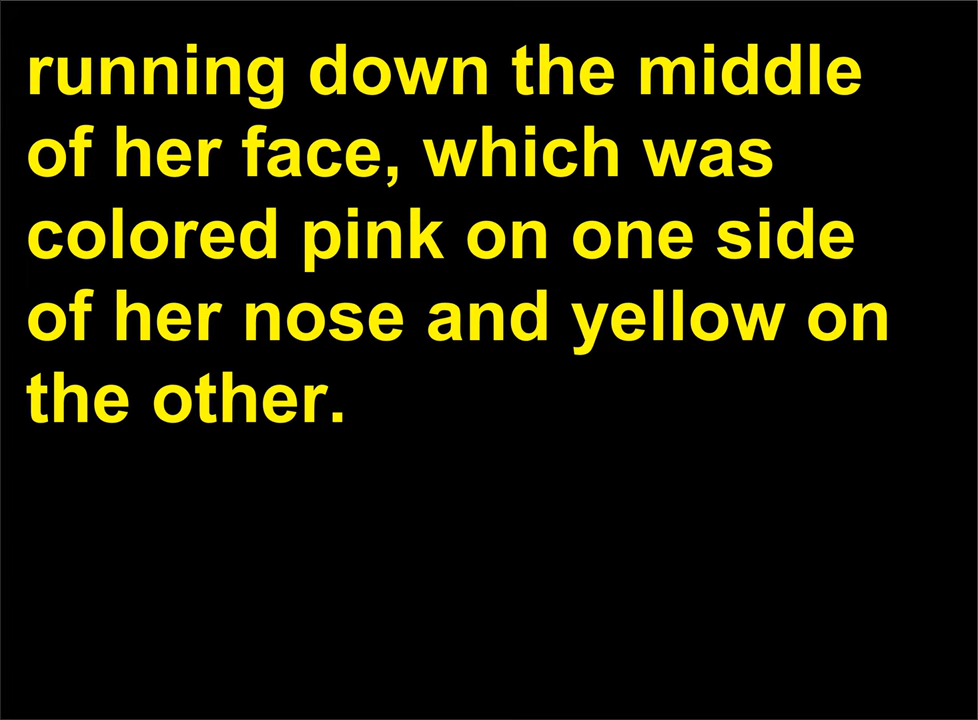 running down the middle
of her face, which was
colored pink on one side
of her nose and yellow on
the other.